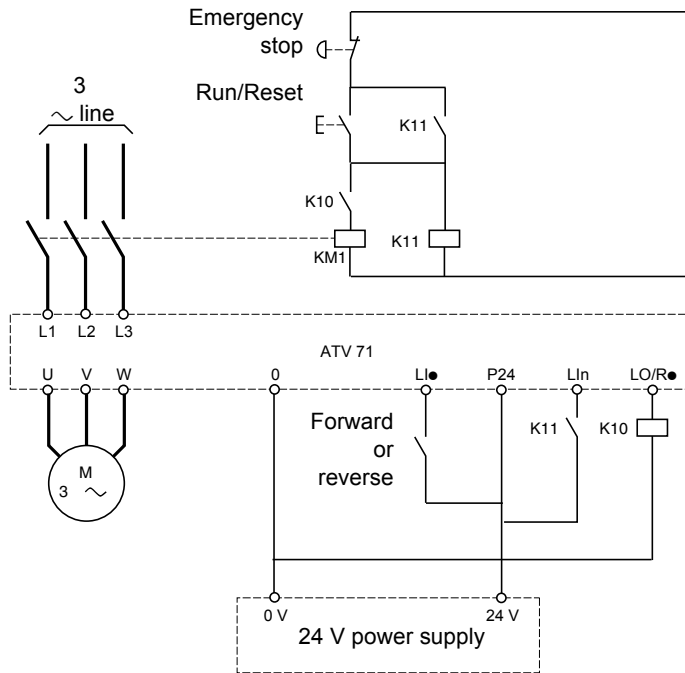 Emergency
stop
Run/Reset
3
~ line
K11
K10
KM1
K11
L1 L2 L3
ATV 71
U V W
0 LI● P24 LIn LO/R●
Forward
or
reverse
K11
K10
M
3 ~
0 V
24 V
24 V power supply